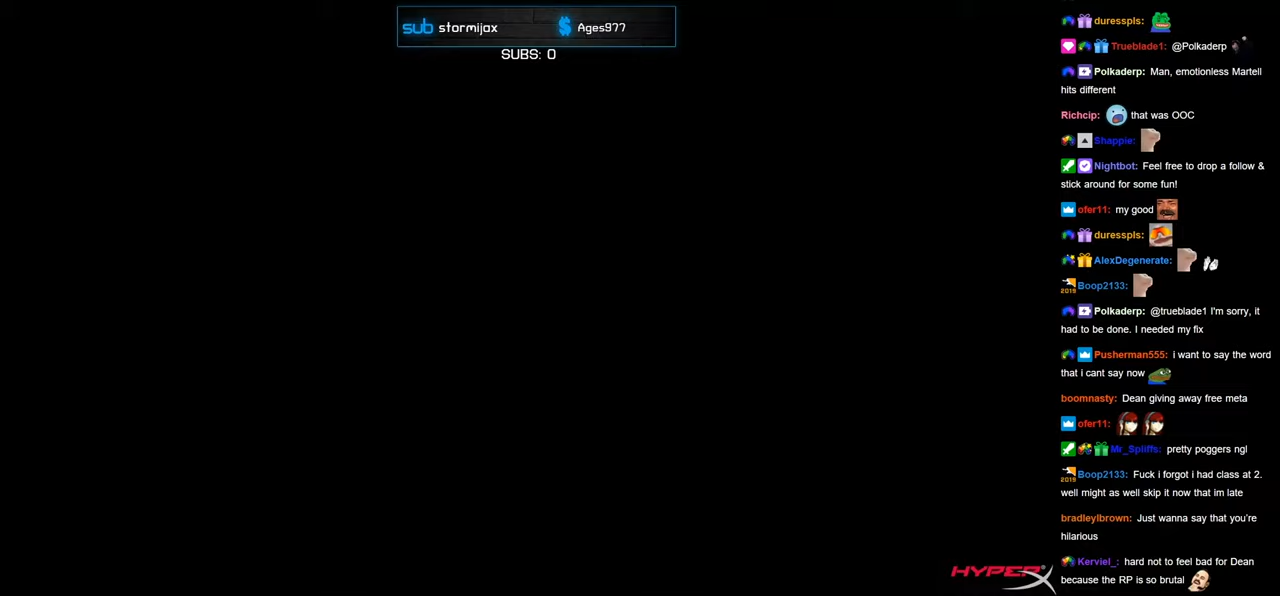 sub stormijax $ Ages977
SUBS: 0
duresspls:
Trueblade1: @Polkaderp
Polkaderp: Man, emotionless Martell
hits different
Richcip: that was OOC
Shappie:
Nightbot: Feel free to drop a follow &
stick around for some fun!
ofer11: my good
duresspls:
AlexDegenerate:
2019 Boop2133:
Polkaderp: @trueblade1 I'm sorry, it
had to be done. I needed my fix
Pusherman555: i want to say the word
that i cant say now
boomnasty: Dean giving away free meta
ofer11:
Mr_Spliffs: pretty poggers ngl
2019 Boop2133: Fuck i forgot i had class at 2.
well might as well skip it now that im late
bradleylbrown: Just wanna say that you're
hilarious
Kerviel_: hard not to feel bad for Dean
because the RP is so brutal
HYPERX